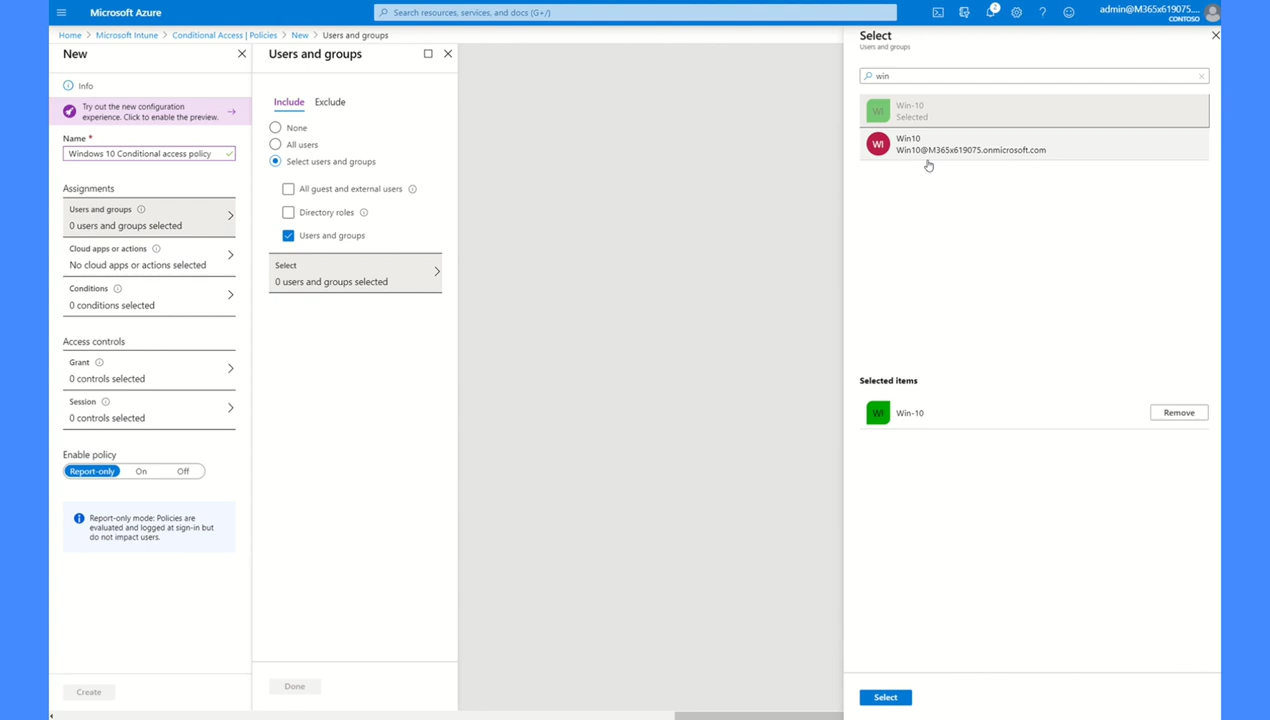 Microsoft Azure
Search resources, services, and docs (G+/)
2
admin@M365x619075....
CONTOSO
Home > Microsoft Intune > Conditional Access | Policies > New > Users and groups
New
Info
Try out the new configuration
experience. Click to enable the preview.
Name *
Windows 10 Conditional access policy
Assignments
Users and groups
0 users and groups selected
Cloud apps or actions
No cloud apps or actions selected
Conditions
0 conditions selected
Access controls
Grant
0 controls selected
Session
0 controls selected
Enable policy
Report-only On Off
Report-only mode: Policies are
evaluated and logged at sign-in but
do not impact users.
Create
Users and groups
Include Exclude
None
All users
Select users and groups
All guest and external users
Directory roles
Users and groups
Select
0 users and groups selected
Done
Select
Users and groups
win
WI
Win-10
Selected
WI
Win10
Win10@M365x619075.onmicrosoft.com
Selected items
WI
Win-10
Remove
Select